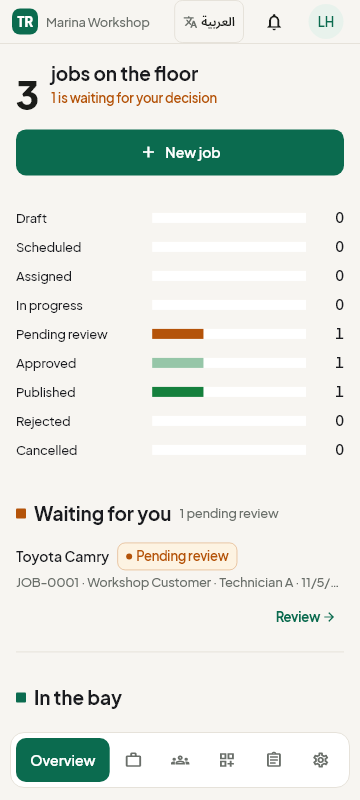 TR Marina Workshop العربية LH
3 jobs on the floor
1 is waiting for your decision
+ New job
Draft 0
Scheduled 0
Assigned 0
In progress 0
Pending review 1
Approved 1
Published 1
Rejected 0
Cancelled 0
Waiting for you 1 pending review
Toyota Camry Pending review
JOB-0001 · Workshop Customer · Technician A · 11/5/...
Review →
In the bay
Overview